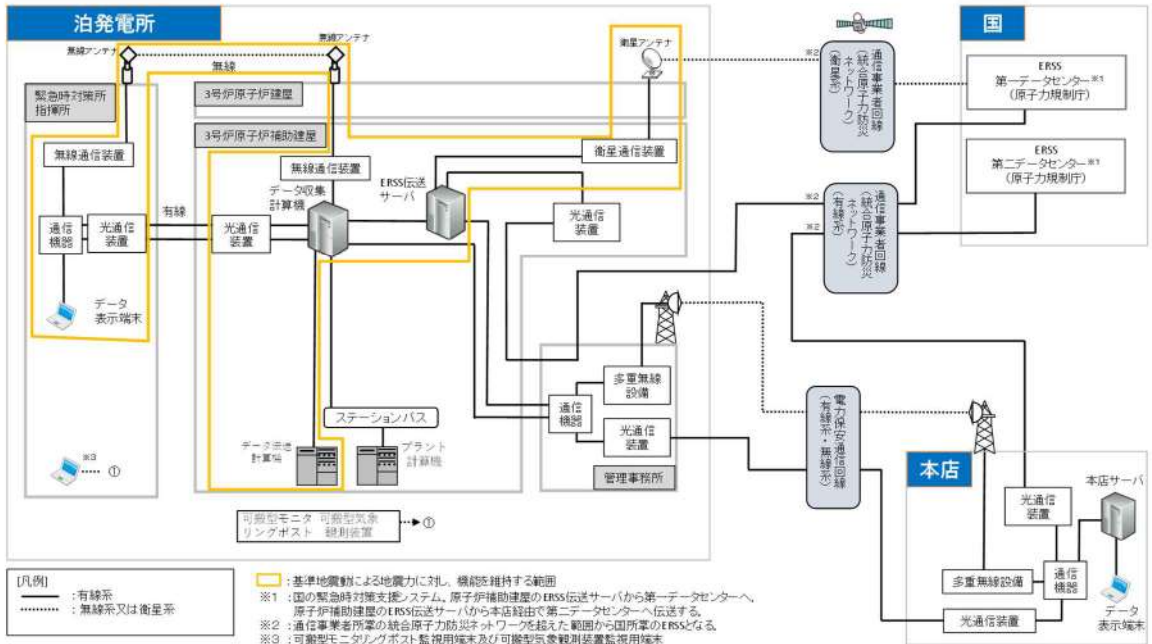 泊発電所
無線アンテナ
無線アンテナ
無線
衛星アンテナ
緊急時対策所
指揮所
3号炉原子炉建屋
3号炉原子炉補助建屋
無線通信装置
無線通信装置
データ収集
計算機
ERSS伝送
サーバ
衛星通信装置
光通信
装置
有線
通信
機器
光通信
装置
光通信
装置
データ
表示端末
ステーションバス
計算機
プラント
計算機
※3
①
可搬型モニタ
リングポスト
可搬型気象
観測装置
①
多重無線
設備
通信
機器
光通信
装置
管理事務所
※2
通信事業者回線
(統合原子力防災
ネットワーク)
(衛星系)
※2
※2
通信事業者回線
(統合原子力防災
ネットワーク)
(有線系)
電力保安通信回線
(有線系・無線系)
国
ERSS
第一データセンター※1
(原子力規制庁)
ERSS
第二データセンター※1
(原子力規制庁)
本店
本店サーバ
光通信
装置
多重無線設備
通信
機器
光通信装置
データ
表示端末
[凡例]
:有線系
:無線系又は衛星系
:基準地震動による地震力に対し、機能を維持する範囲
※1 :国の緊急時対策支援システム。原子炉補助建屋のERSS伝送サーバから第一データセンターへ、
原子炉補助建屋のERSS伝送サーバから本店経由で第二データセンターへ伝送する。
※2 :通信事業者所掌の統合原子力防災ネットワークを超えた範囲から国所掌のERSSとなる。
※3 :可搬型モニタリングポスト監視用端末及び可搬型気象観測装置監視用端末